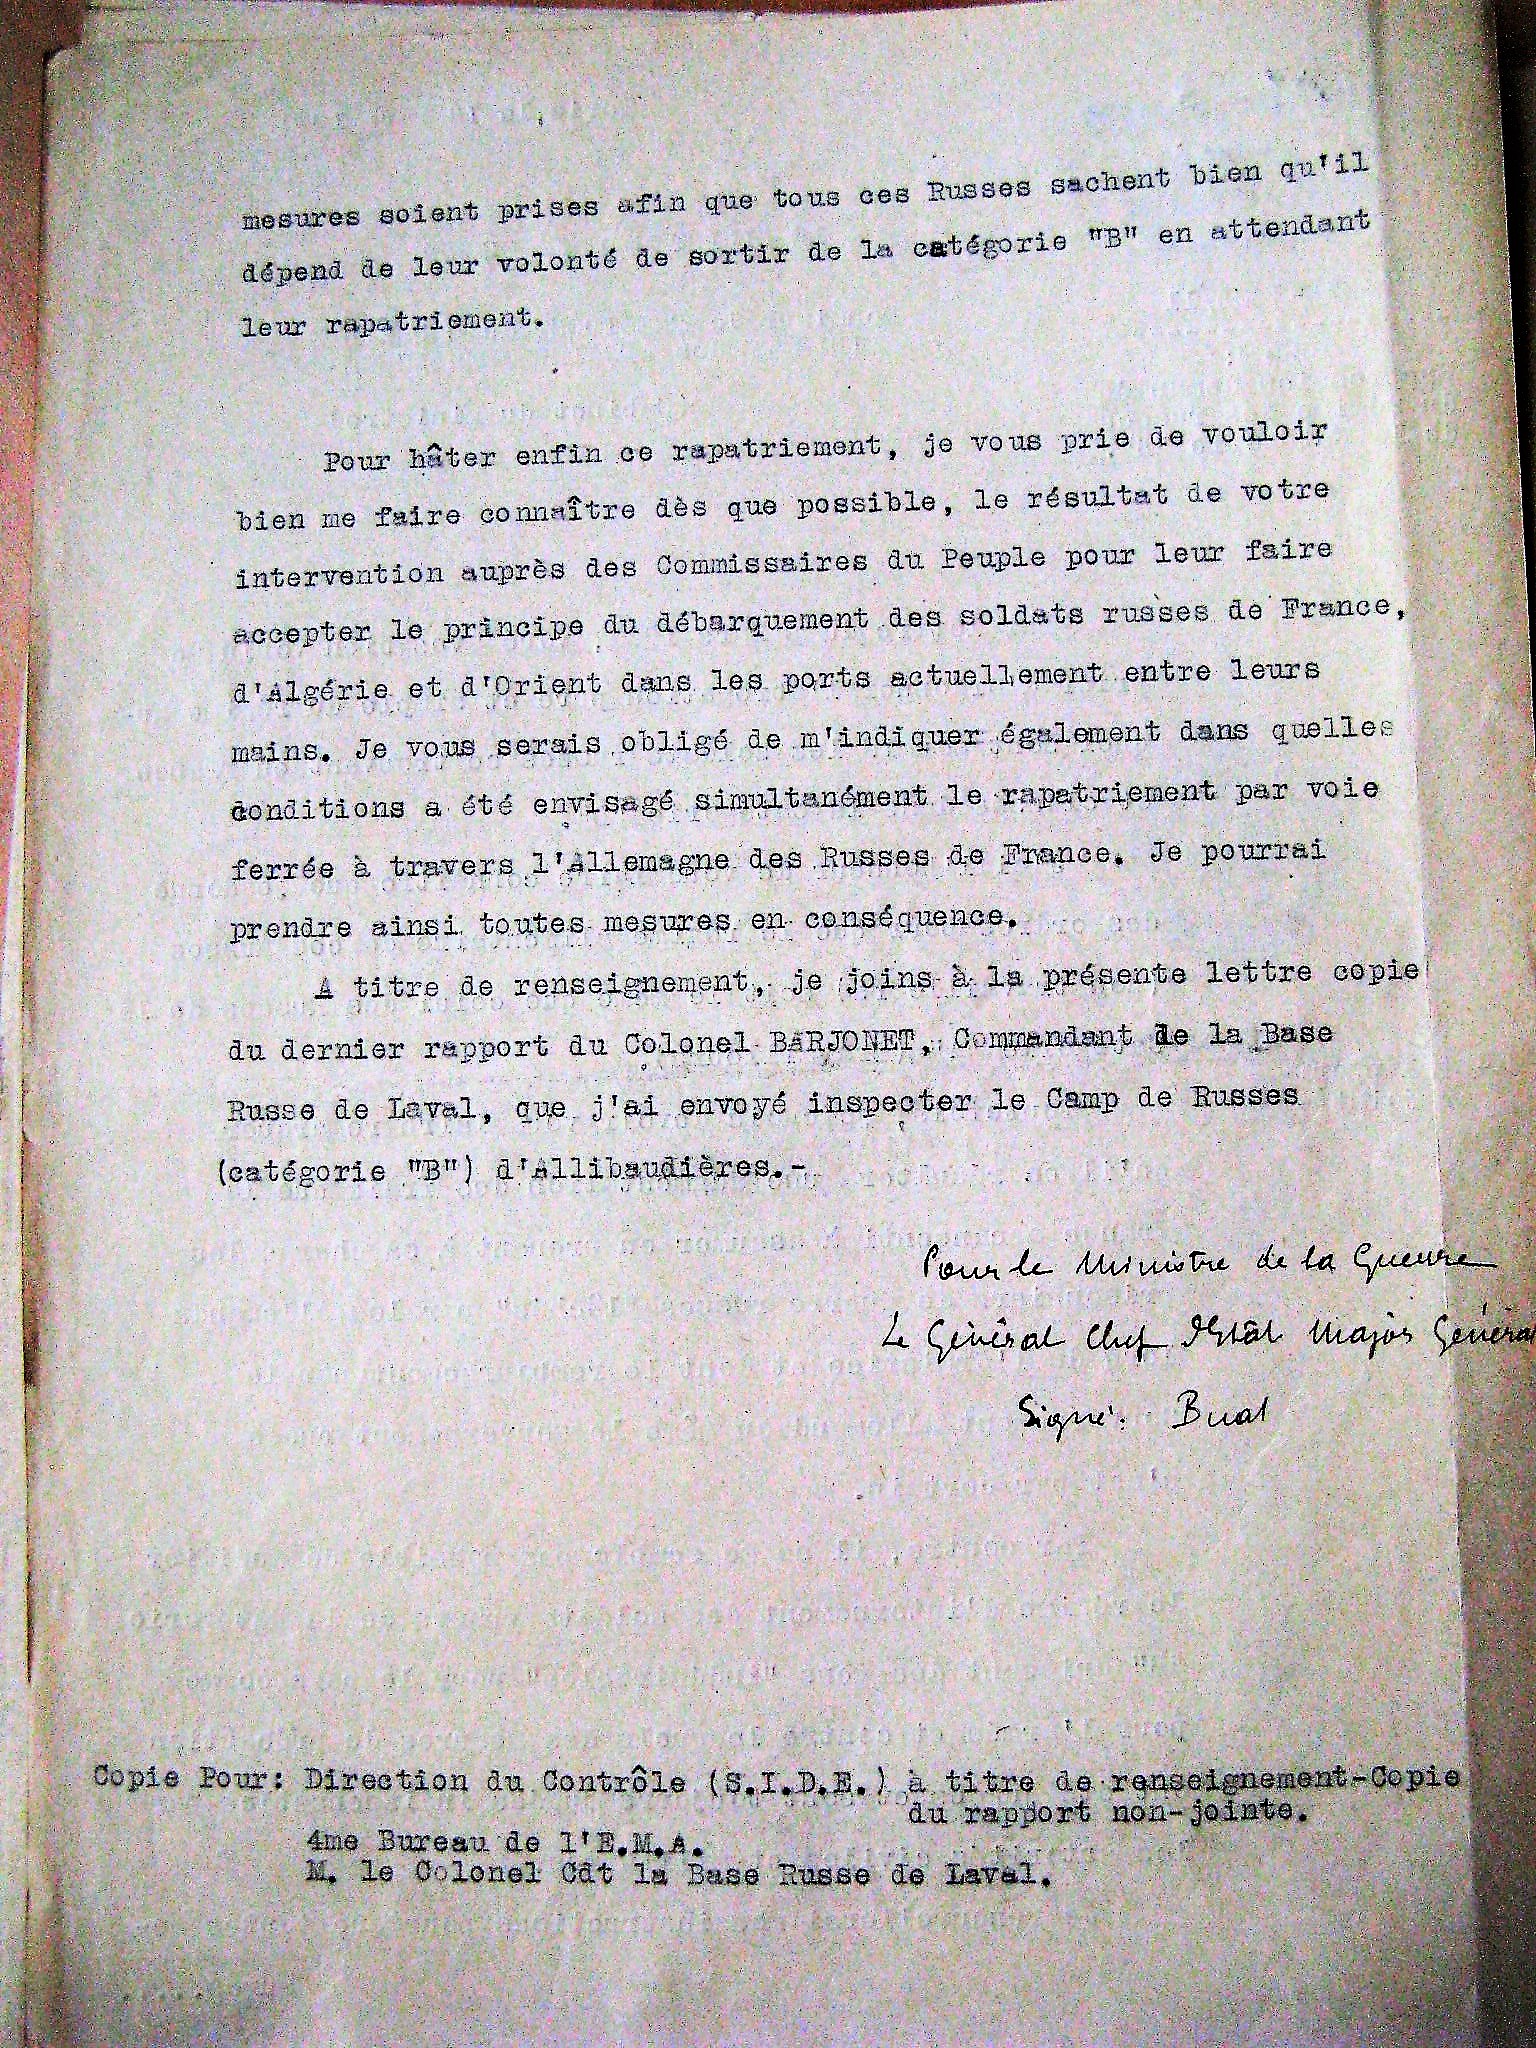 mesures soient prises afin que tous ces Russes sachent bien qu'il
dépend de leur volonté de sortir de la catégorie "B" en attendant
leur rapatriement.
Pour hâter enfin ce rapatriement, je vous prie de vouloir
bien me faire connaître dès que possible, le résultat de votre
intervention auprès des Commissaires du Peuple pour leur faire
accepter le principe du débarquement des soldats russes de France,
d'Algérie et d'Orient dans les ports actuellement entre leurs
mains. Je vous serais obligé de m'indiquer également dans quelles
conditions a été envisagé simultanément le rapatriement par voie
ferrée à travers l'Allemagne des Russes de France. Je pourrai
prendre ainsi toutes mesures en conséquence.
A titre de renseignement, je joins à la présente lettre copie
du dernier rapport du Colonel BARJONET, Commandant de la Base
Russe de Laval, que j'ai envoyé inspecter le Camp de Russes
(catégorie "B") d'Allibaudières.-
Pour le Ministre de la Guerre
Le Général Chef d'Etat Major Général
Signé: Buat
Copie Pour: Direction du Contrôle (S.I.D.E.) à titre de renseignement-Copie
du rapport non-jointe.
4me Bureau de l'E.M.A.
M. le Colonel Cdt la Base Russe de Laval.